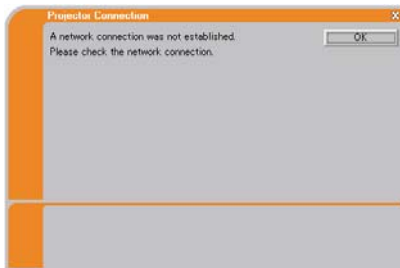 Projector Connection X
A network connection was not established. OK
Please check the network connection.